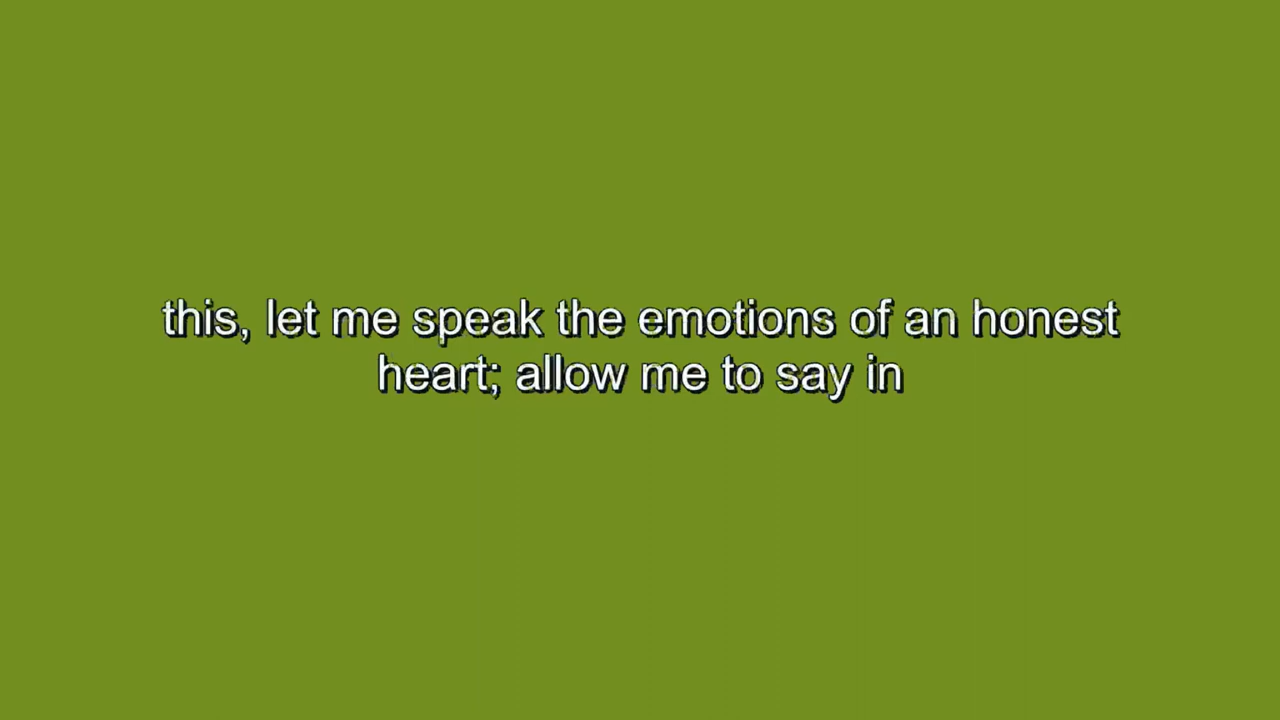 this, let me speak the emotions of an honest
heart; allow me to say in